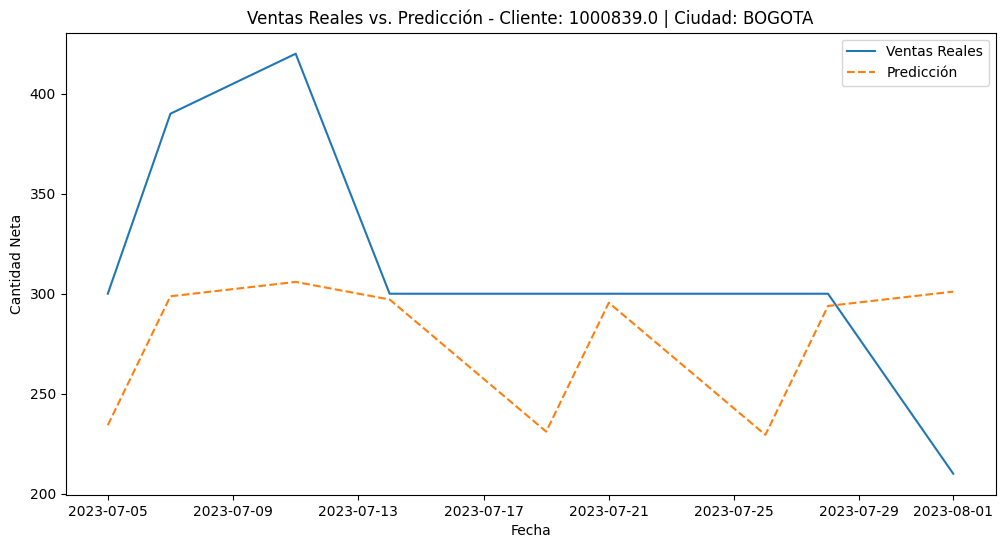 Ventas Reales vs. Predicción - Cliente: 1000839.0 | Ciudad: BOGOTA
Ventas Reales
Predicción
Cantidad Neta
400
350
300
250
200
2023-07-05 2023-07-09 2023-07-13 2023-07-17 2023-07-21 2023-07-25 2023-07-29 2023-08-01
Fecha